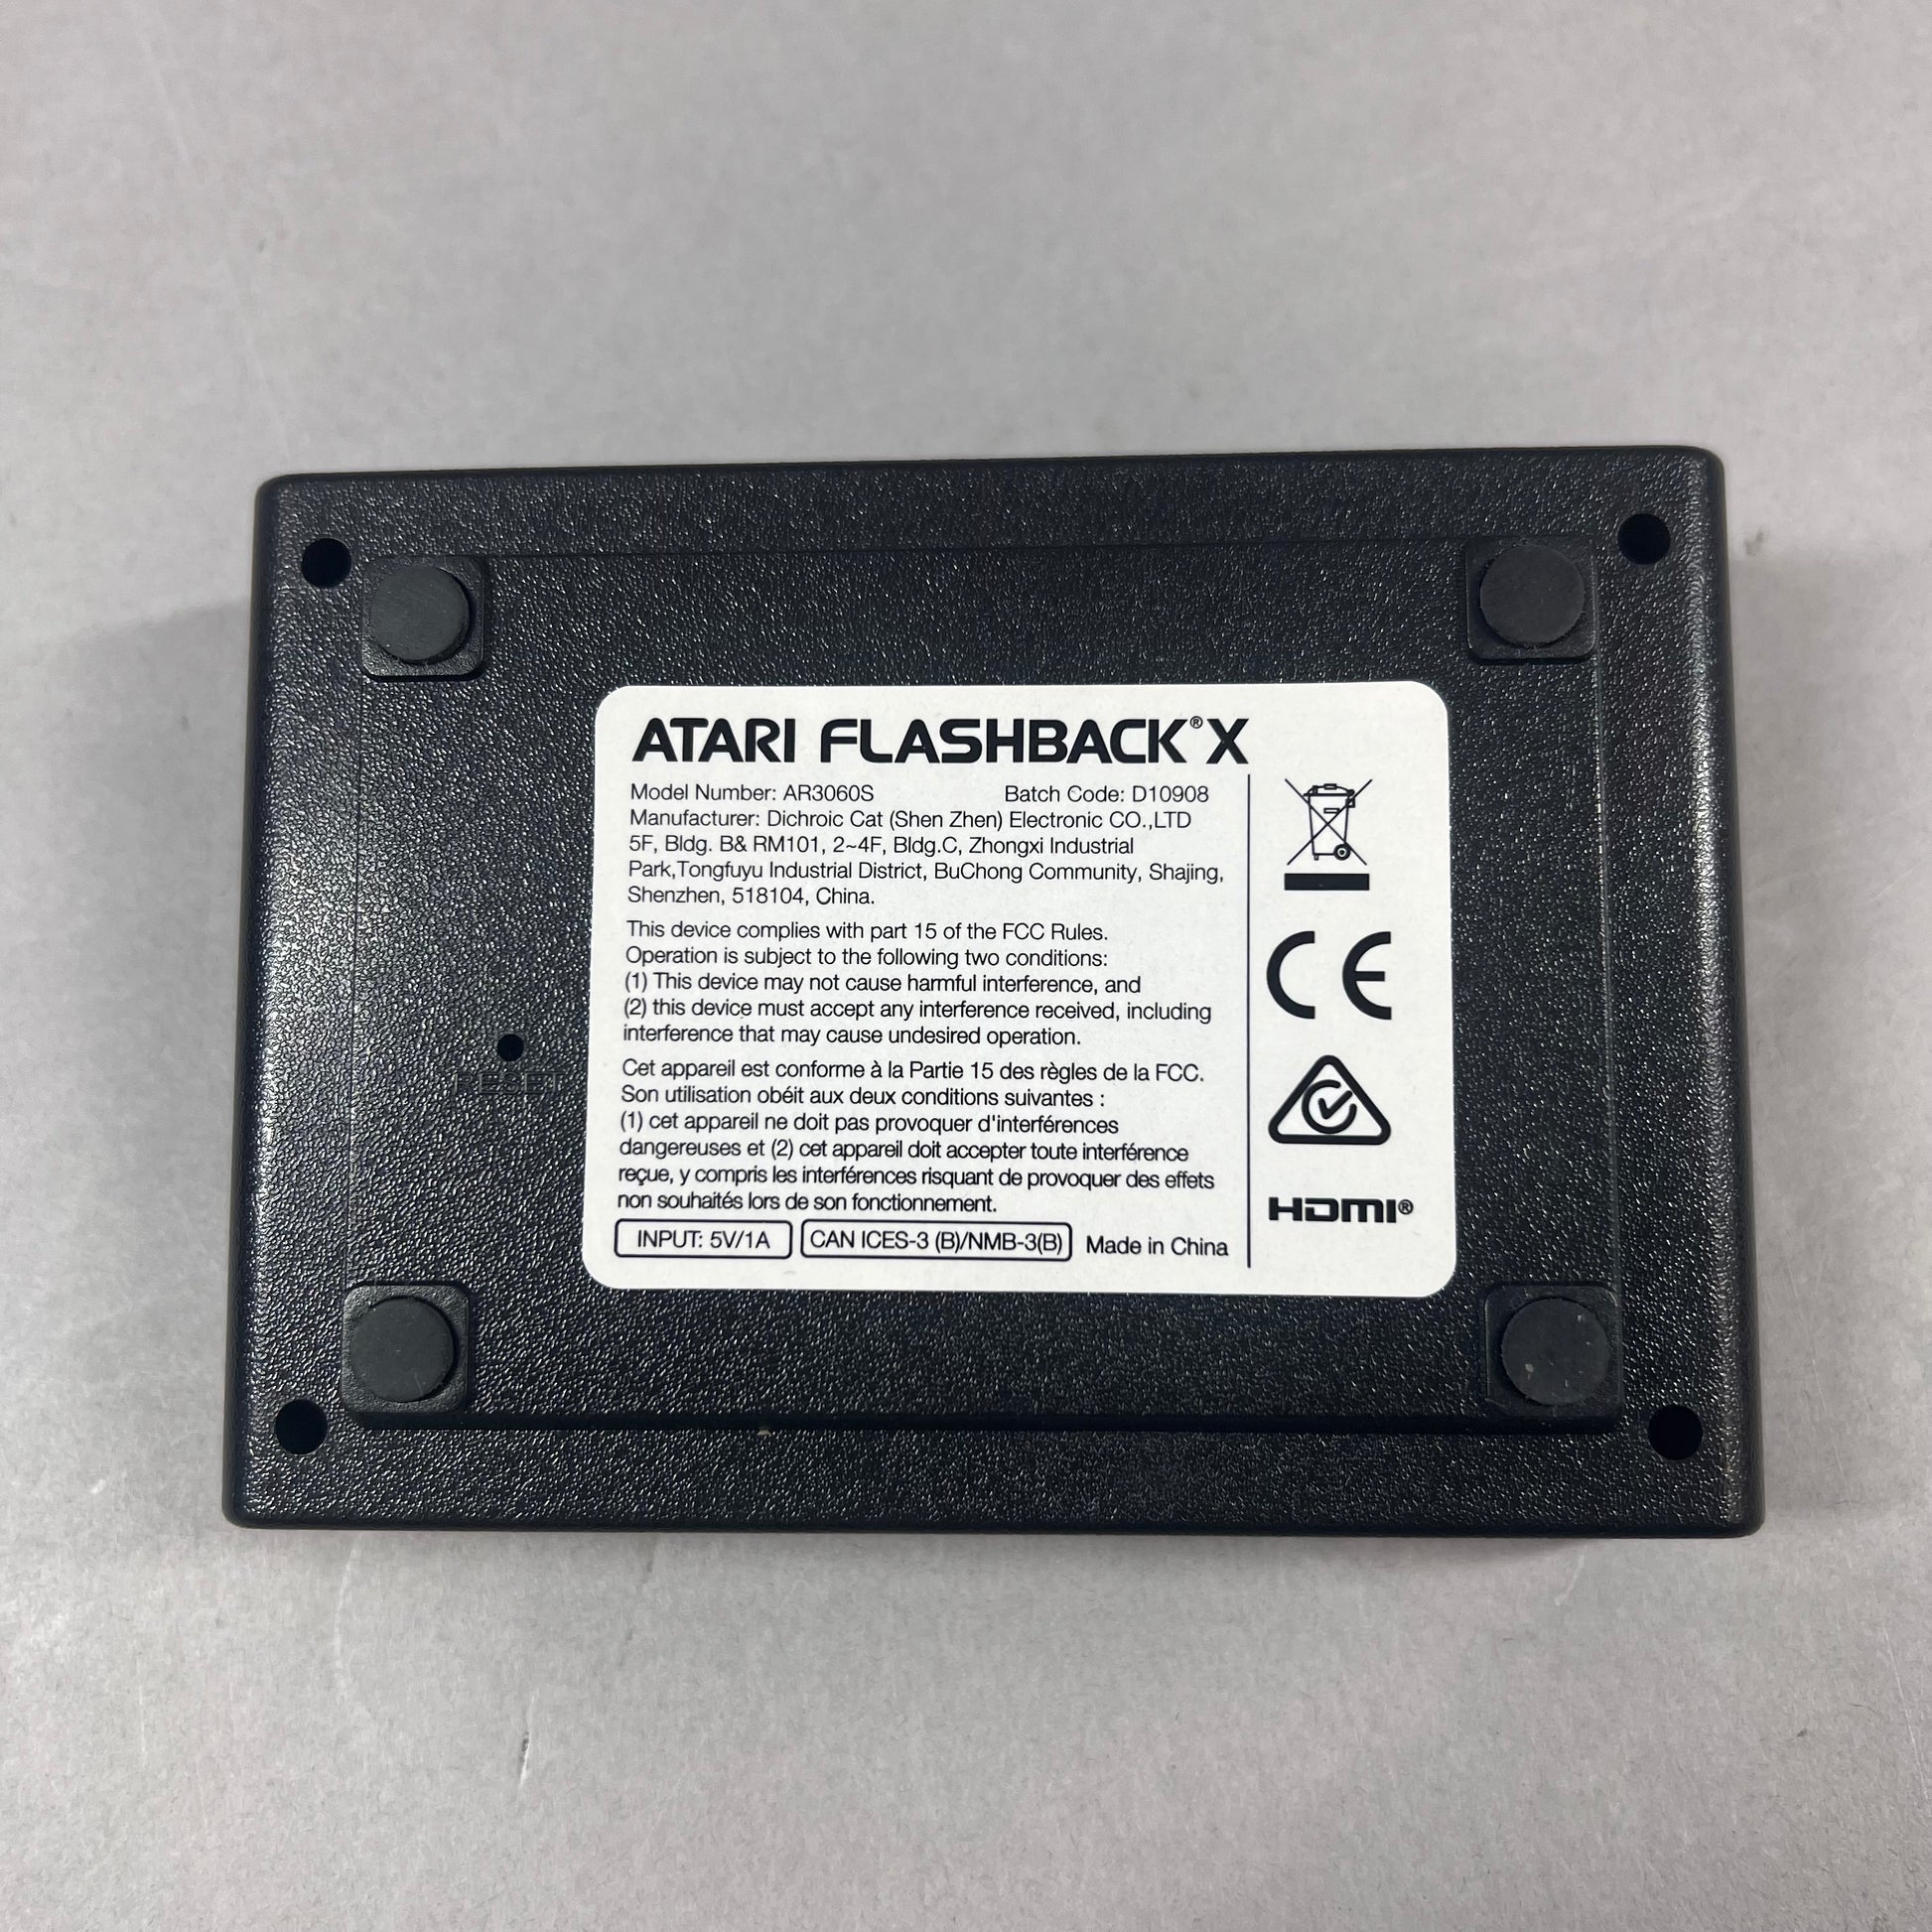 ATARI FLASHBACK® X
Model Number: AR3060S Batch Code: D10908
Manufacturer: Dichroic Cat (Shen Zhen) Electronic CO.,LTD
5F, Bldg. B& RM101, 2~4F, Bldg.C, Zhongxi Industrial
Park,Tongfuyu Industrial District, BuChong Community, Shajing,
Shenzhen, 518104, China.
This device complies with part 15 of the FCC Rules.
Operation is subject to the following two conditions:
(1) This device may not cause harmful interference, and
(2) this device must accept any interference received, including
interference that may cause undesired operation.
Cet appareil est conforme à la Partie 15 des règles de la FCC.
Son utilisation obéit aux deux conditions suivantes :
(1) cet appareil ne doit pas provoquer d'interférences
dangereuses et (2) cet appareil doit accepter toute interférence
reçue, y compris les interférences risquant de provoquer des effets
non souhaités lors de son fonctionnement.
INPUT: 5V/1A CAN ICES-3 (B)/NMB-3(B) Made in China
CE
HDMI®
RESET